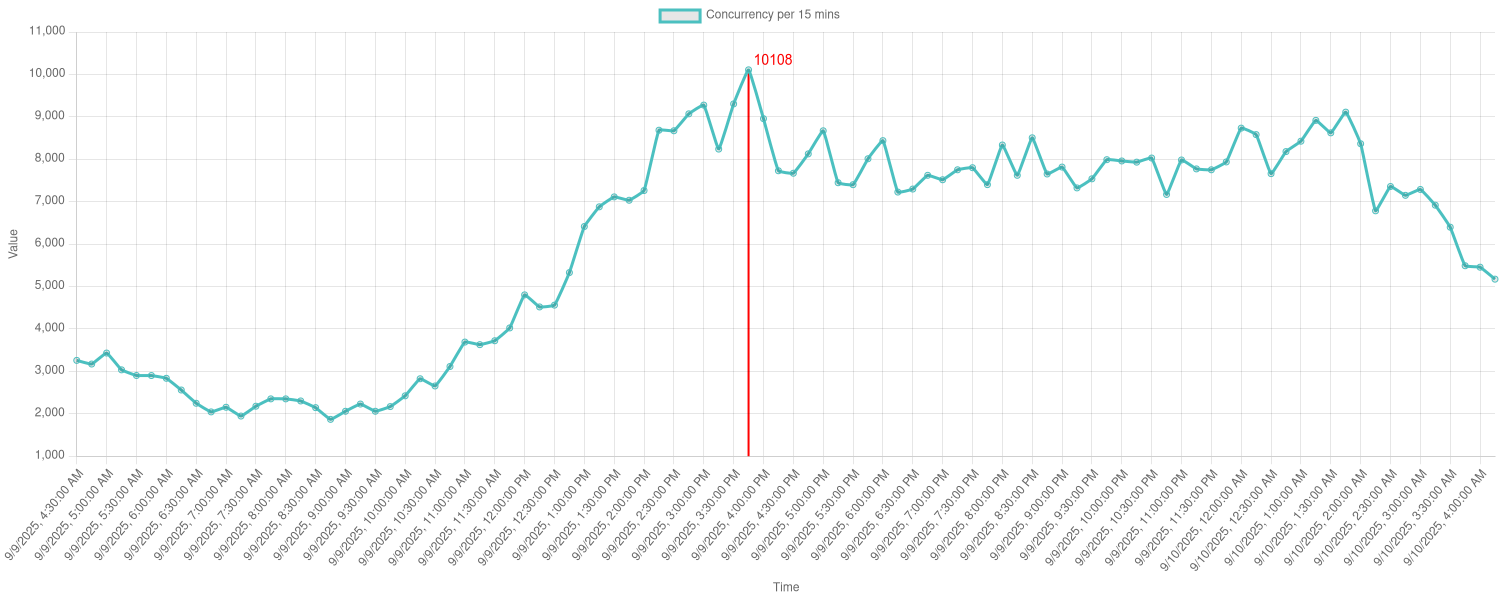 Concurrency per 15 mins
11,000
10,000
9,000
8,000
7,000
6,000
5,000
4,000
3,000
2,000
1,000
Value
10108
9/9/2025, 4:30:00 AM
9/9/2025, 5:00:00 AM
9/9/2025, 5:30:00 AM
9/9/2025, 6:00:00 AM
9/9/2025, 6:30:00 AM
9/9/2025, 7:00:00 AM
9/9/2025, 7:30:00 AM
9/9/2025, 8:00:00 AM
9/9/2025, 8:30:00 AM
9/9/2025, 9:00:00 AM
9/9/2025, 9:30:00 AM
9/9/2025, 10:00:00 AM
9/9/2025, 10:30:00 AM
9/9/2025, 11:00:00 AM
9/9/2025, 11:30:00 AM
9/9/2025, 12:00:00 PM
9/9/2025, 12:30:00 PM
9/9/2025, 1:00:00 PM
9/9/2025, 1:30:00 PM
9/9/2025, 2:00:00 PM
9/9/2025, 2:30:00 PM
9/9/2025, 3:00:00 PM
9/9/2025, 3:30:00 PM
9/9/2025, 4:00:00 PM
9/9/2025, 4:30:00 PM
9/9/2025, 5:00:00 PM
9/9/2025, 5:30:00 PM
9/9/2025, 6:00:00 PM
9/9/2025, 6:30:00 PM
9/9/2025, 7:00:00 PM
9/9/2025, 7:30:00 PM
9/9/2025, 8:00:00 PM
9/9/2025, 8:30:00 PM
9/9/2025, 9:00:00 PM
9/9/2025, 9:30:00 PM
9/9/2025, 10:00:00 PM
9/9/2025, 10:30:00 PM
9/9/2025, 11:00:00 PM
9/9/2025, 11:30:00 PM
9/10/2025, 12:00:00 AM
9/10/2025, 12:30:00 AM
9/10/2025, 1:00:00 AM
9/10/2025, 1:30:00 AM
9/10/2025, 2:00:00 AM
9/10/2025, 2:30:00 AM
9/10/2025, 3:00:00 AM
9/10/2025, 3:30:00 AM
9/10/2025, 4:00:00 AM
Time